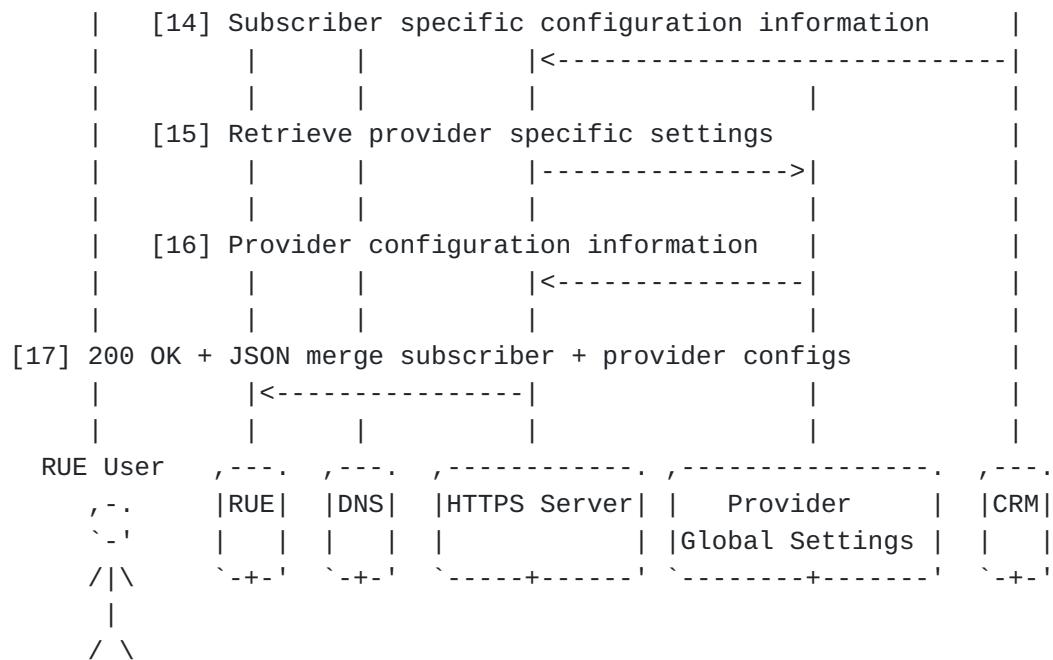 [14] Subscriber specific configuration information
[15] Retrieve provider specific settings
[16] Provider configuration information
[17] 200 OK + JSON merge subscriber + provider configs
RUE User
RUE DNS HTTPS Server Provider CRM
Global Settings